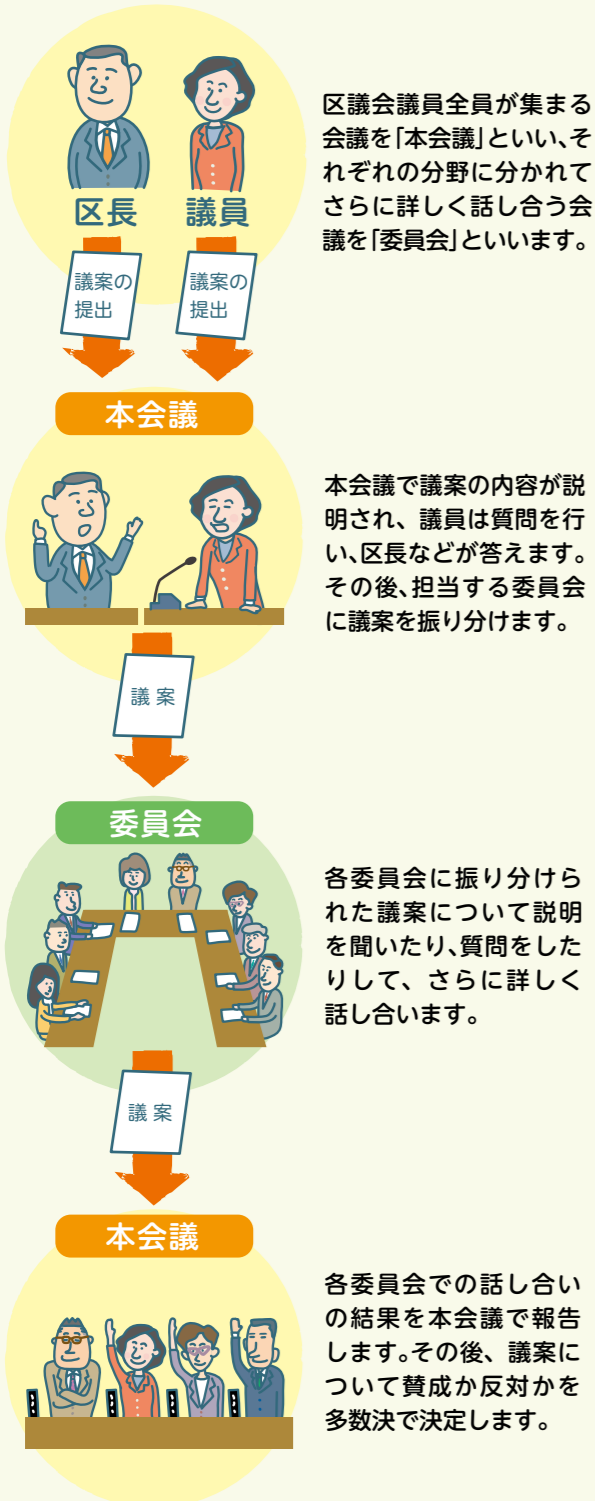 区長
議員
議案の
提出
議案の
提出
区議会議員全員が集まる
会議を「本会議」といい、そ
れぞれの分野に分かれて
さらに詳しく話し合う会
議を「委員会」といいます。
本会議
本会議で議案の内容が説
明され、議員は質問を行
い、区長などが答えます。
その後、担当する委員会
に議案を振り分けます。
議案
委員会
各委員会に振り分けら
れた議案について説明
を聞いたり、質問をした
りして、さらに詳しく
話し合います。
議案
本会議
各委員会での話し合い
の結果を本会議で報告
します。その後、議案に
ついて賛成か反対かを
多数決で決定します。